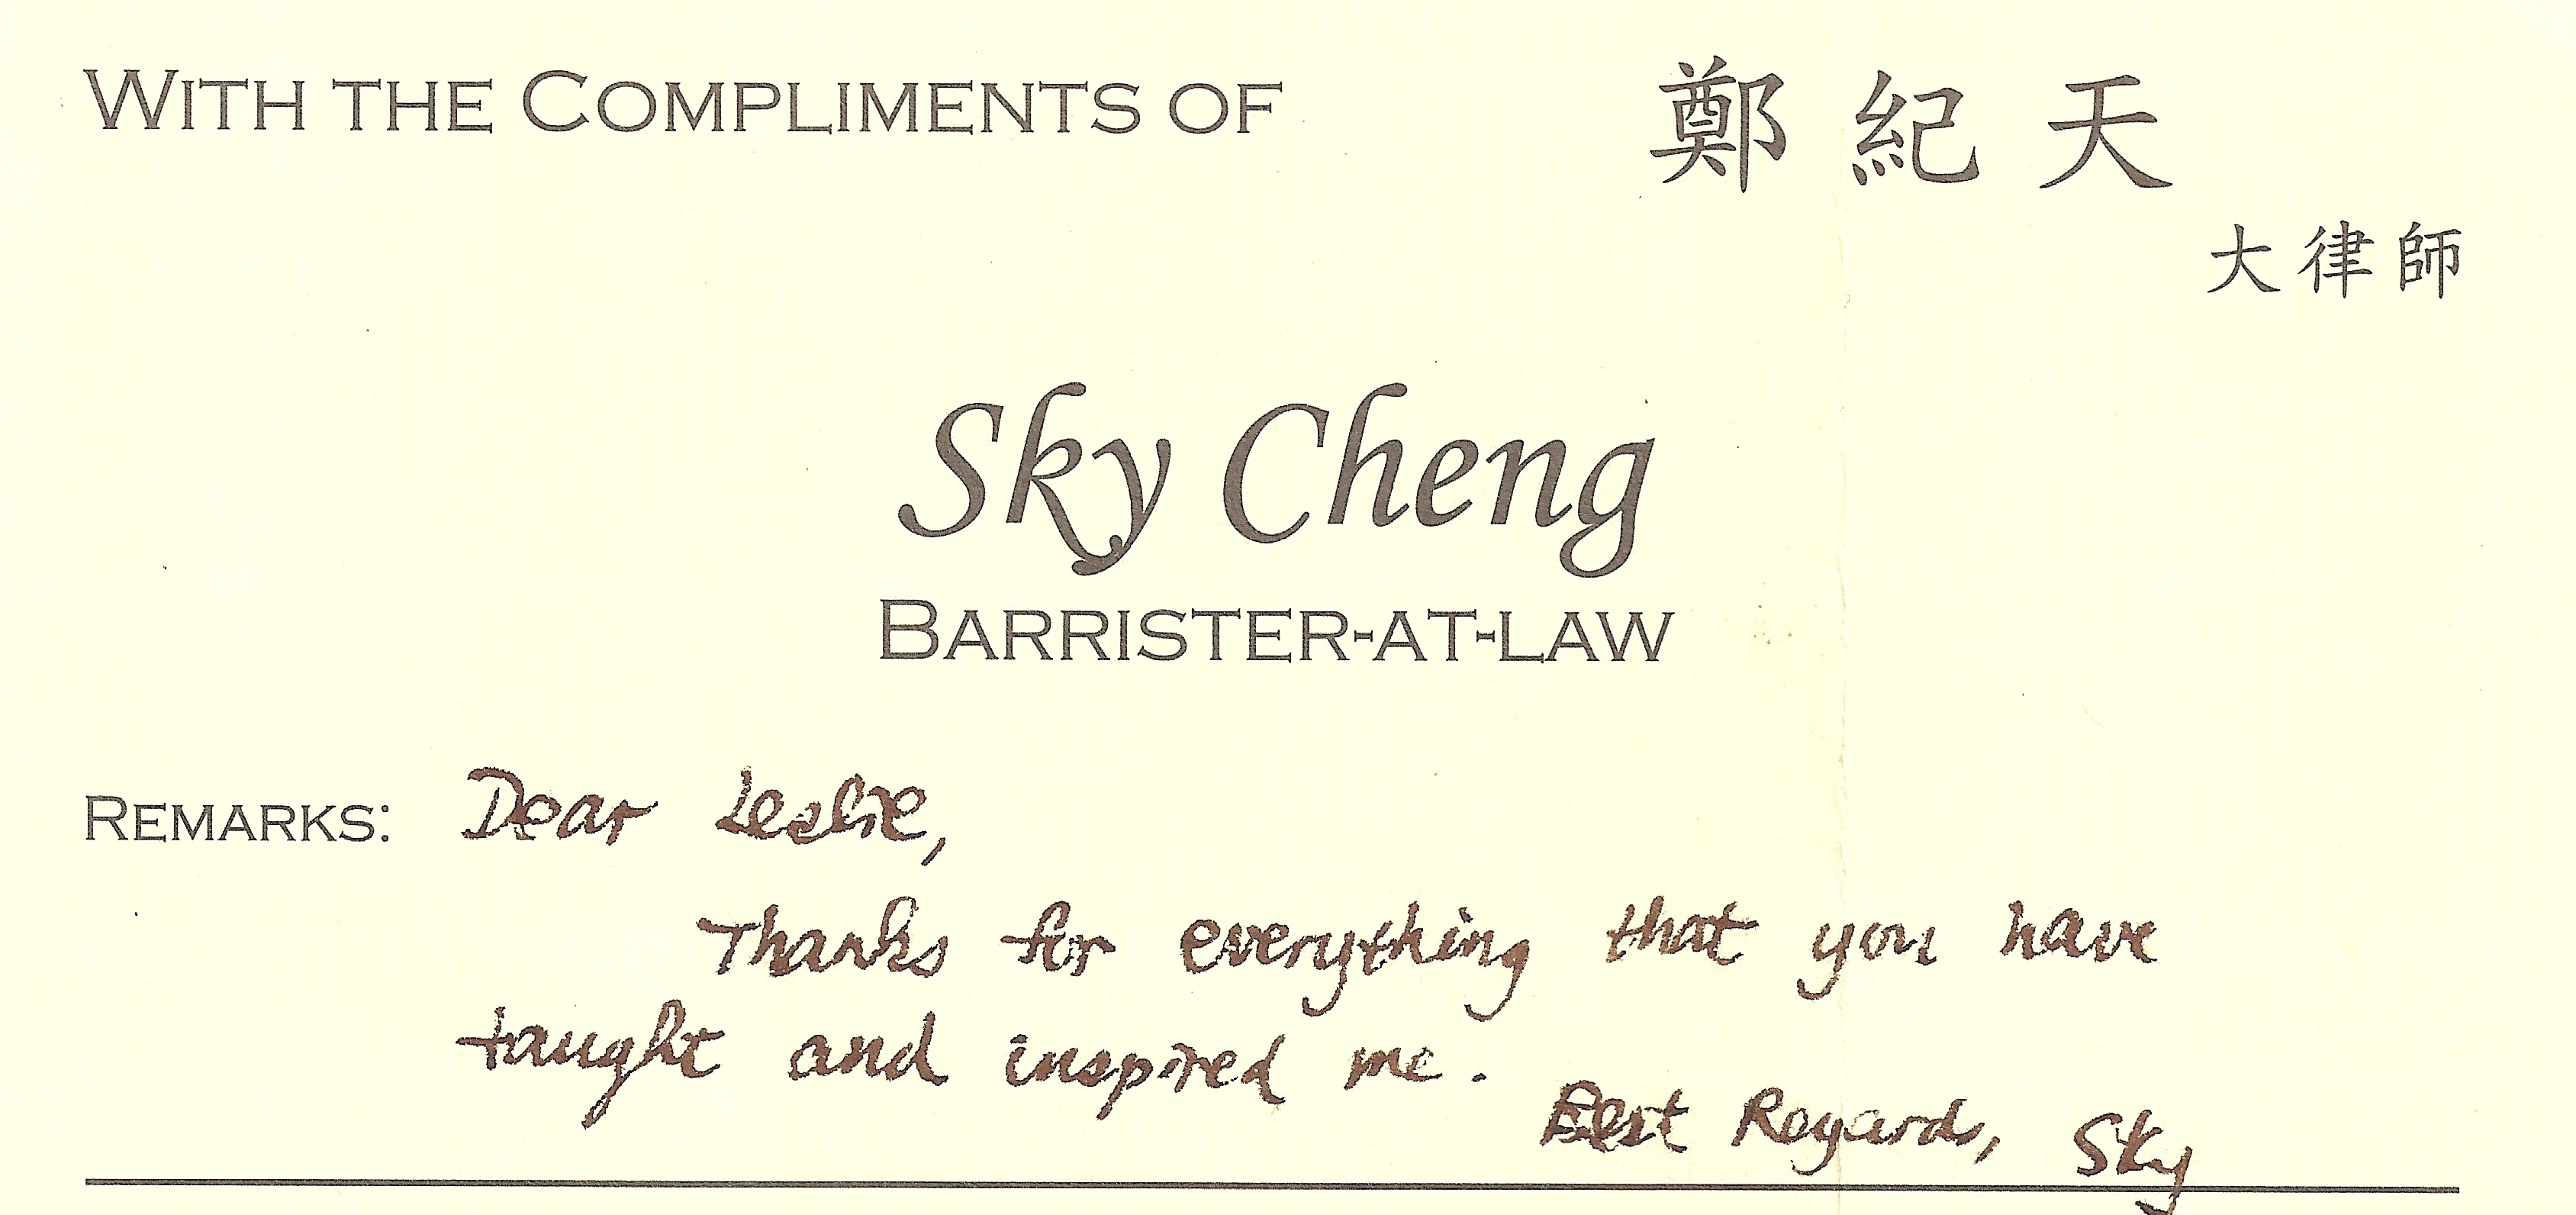 WITH THE COMPLIMENTS OF
鄭紀天
大律師
Sky Cheng
BARRISTER-AT-LAW
REMARKS: Dear Leslie,
Thanks for everything that you have
taught and inspired me.
Best Regards, Sky